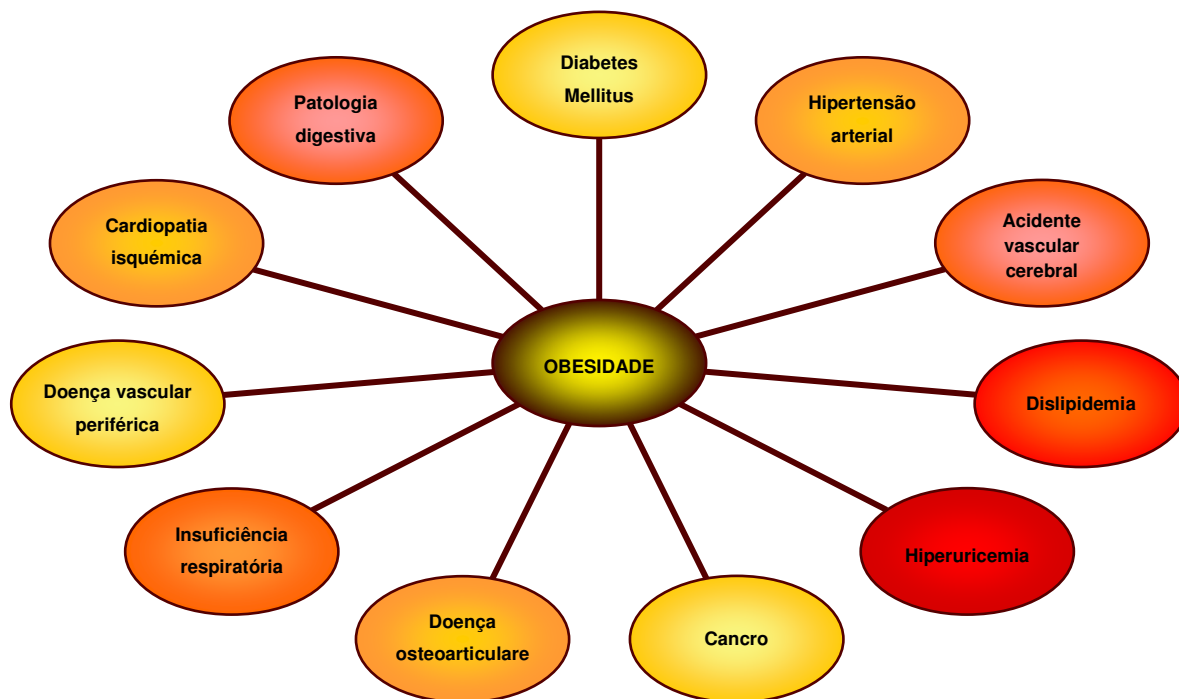 Diabetes
Mellitus
Hipertensão
arterial
Acidente
vascular
cerebral
Dislipidemia
Hiperuricemia
Cancro
Doença
osteoarticulare
Insuficiência
respiratória
Doença vascular
periférica
Cardiopatia
isquémica
Patologia
digestiva
OBESIDADE